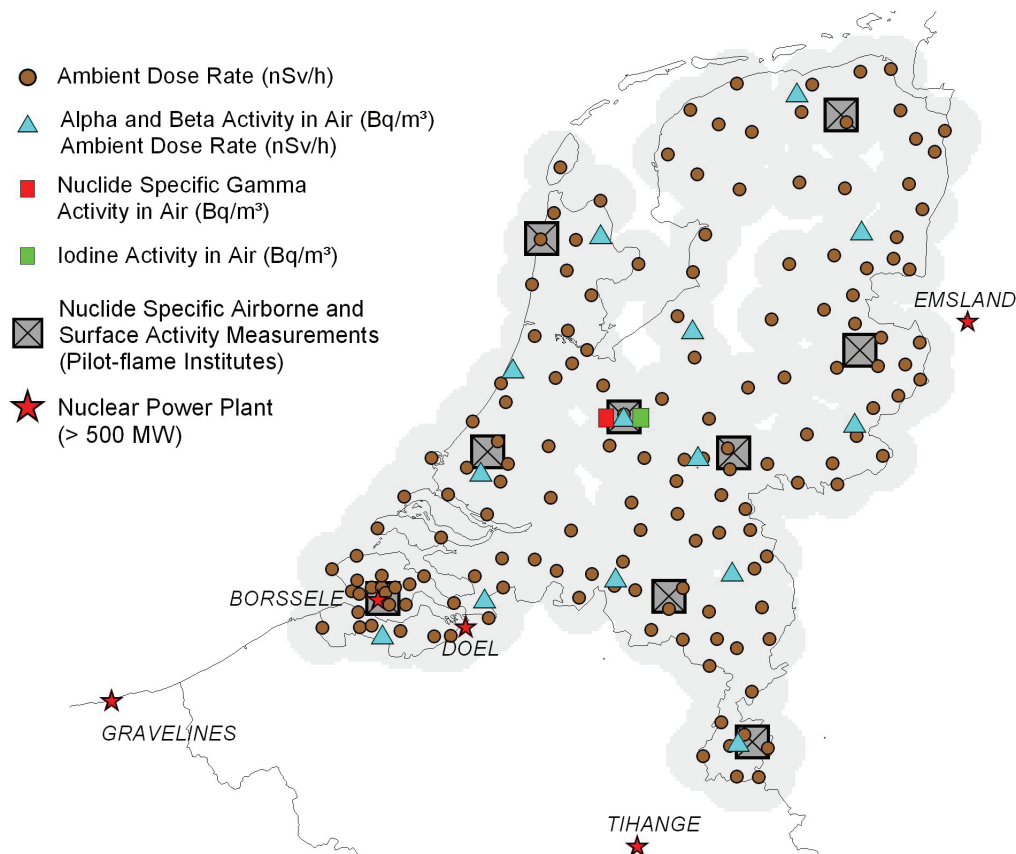 Ambient Dose Rate (nSv/h)
Alpha and Beta Activity in Air (Bq/m³)
Ambient Dose Rate (nSv/h)
Nuclide Specific Gamma
Activity in Air (Bq/m³)
Iodine Activity in Air (Bq/m³)
Nuclide Specific Airborne and
Surface Activity Measurements
(Pilot-flame Institutes)
Nuclear Power Plant
(> 500 MW)
EMSLAND
BORSSELE
DOEL
GRAVELINES
TIHANGE